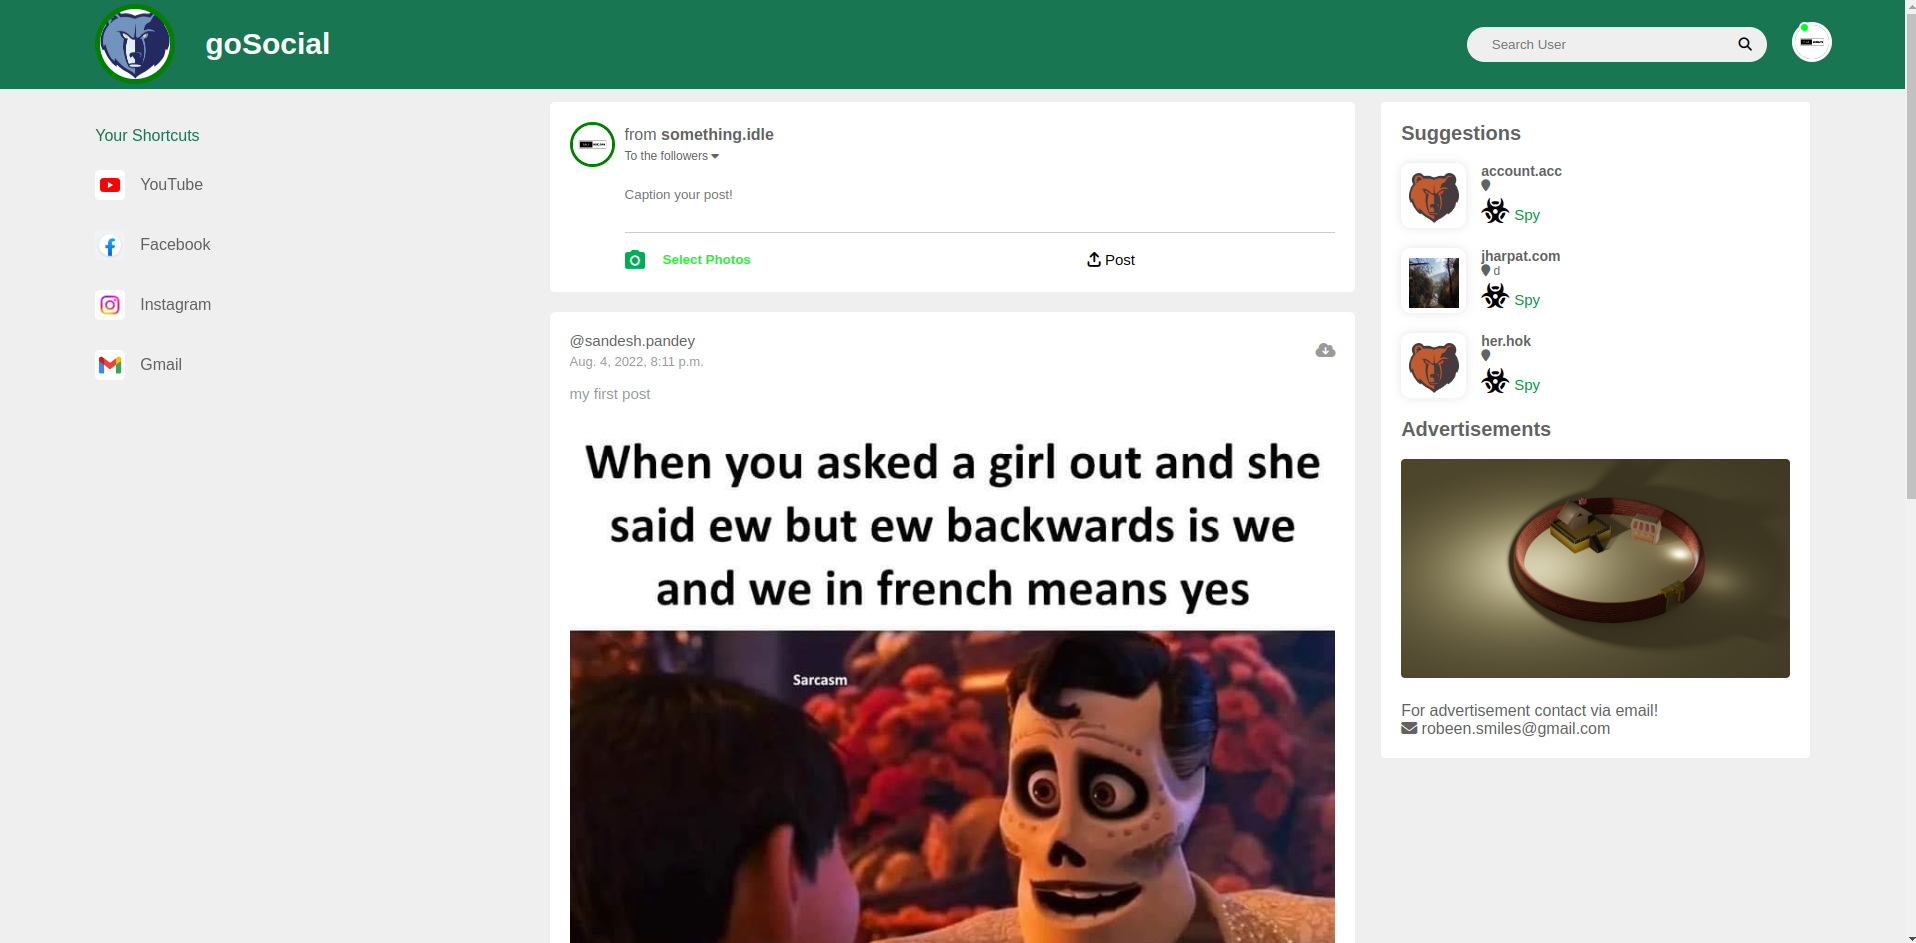 goSocial
Search User
Your Shortcuts
YouTube
Facebook
Instagram
Gmail
from something.idle
To the followers
Caption your post!
Select Photos
Post
@sandesh.pandey
Aug. 4, 2022, 8:11 p.m.
my first post
When you asked a girl out and she
said ew but ew backwards is we
and we in french means yes
Sarcasm
Suggestions
account.acc
Spy
jharpat.com
d
Spy
her.hok
Spy
Advertisements
For advertisement contact via email!
robeen.smiles@gmail.com